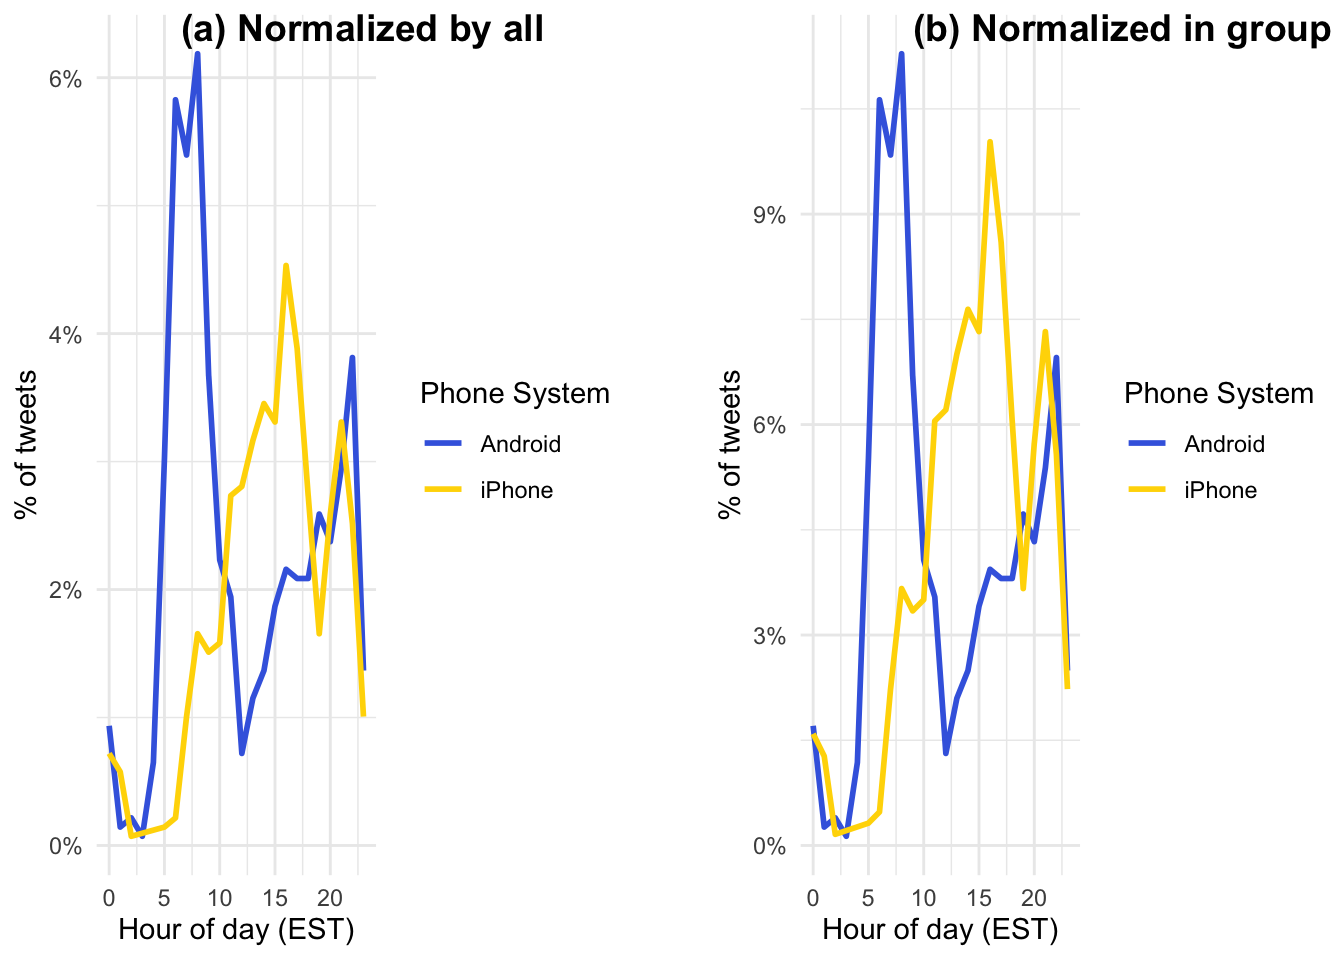 (a) Normalized by all
% of tweets
6%
4%
2%
0%
0 5 10 15 20
Hour of day (EST)
Phone System
Android
iPhone
(b) Normalized in group
% of tweets
9%
6%
3%
0%
0 5 10 15 20
Hour of day (EST)
Phone System
Android
iPhone